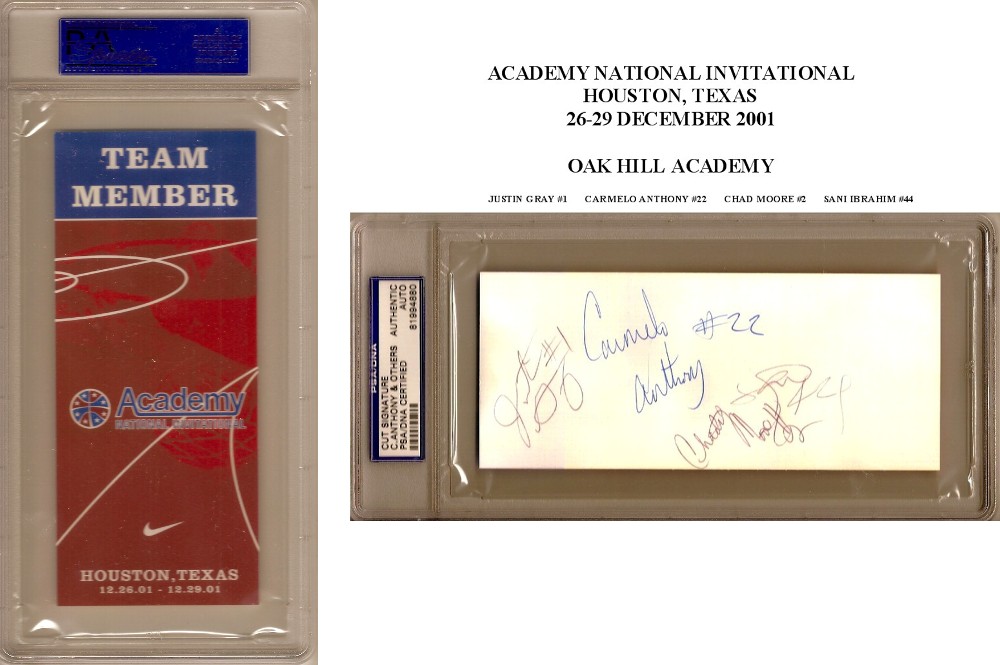 TEAM
MEMBER
Academy
NATIONAL INVITATIONAL
HOUSTON, TEXAS
12.26.01 - 12.29.01
ACADEMY NATIONAL INVITATIONAL
HOUSTON, TEXAS
26-29 DECEMBER 2001
OAK HILL ACADEMY
JUSTIN GRAY #1 CARMELO ANTHONY #22 CHAD MOORE #2 SANI IBRAHIM #44
PSA/DNA
CUT SIGNATURE AUTHENTIC
C.ANTHONY & OTHERS AUTO
PSA/DNA CERTIFIED 81994880
#1
Carmelo #22
Anthony